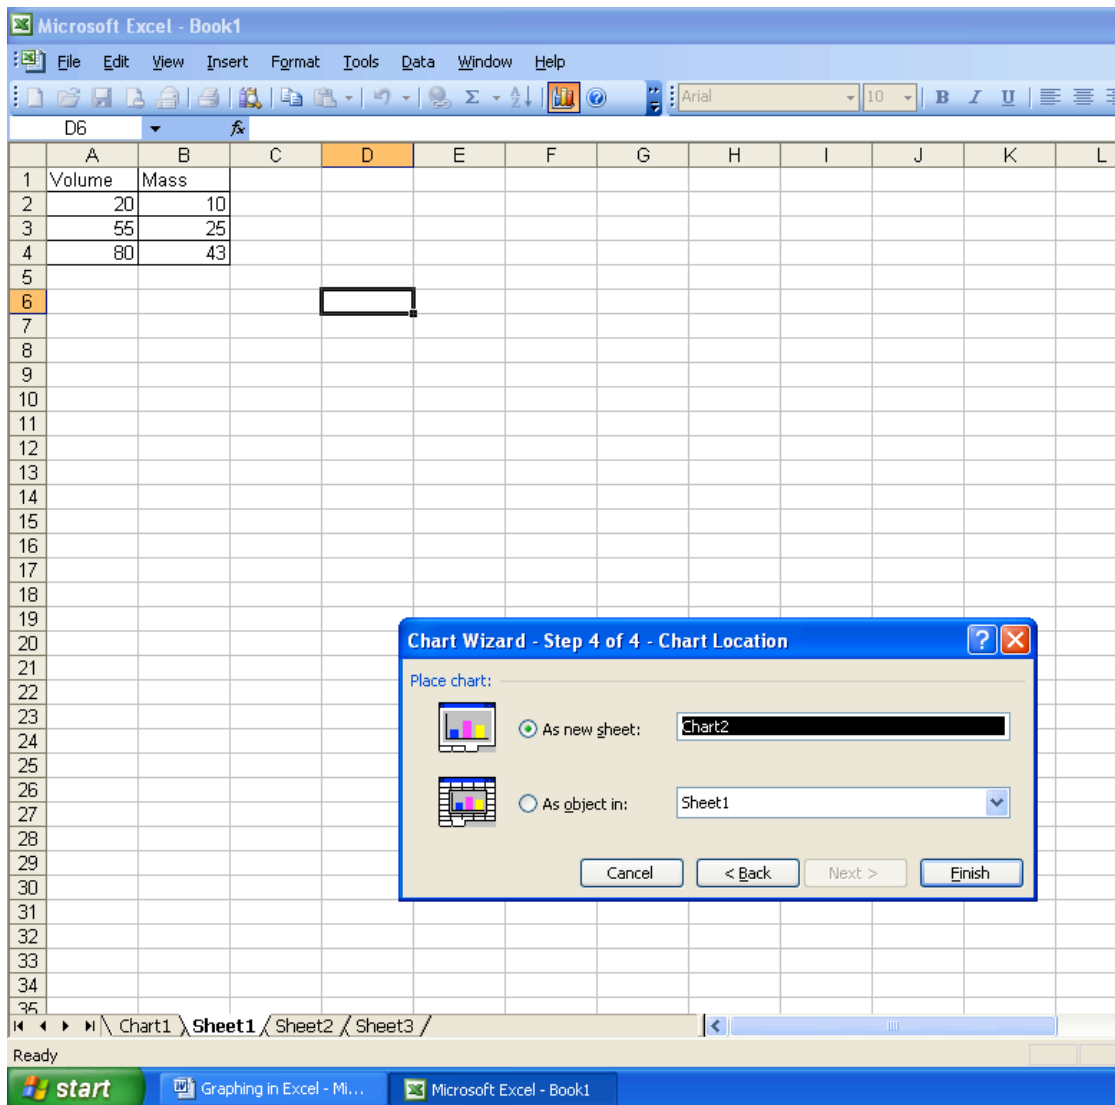 Microsoft Excel - Book1
File Edit View Insert Format Tools Data Window Help
Arial 10 B I U
D6 fx
A B C D E F G H I J K L
1 Volume Mass
2 20 10
3 55 25
4 80 43
5
6
7
8
9
10
11
12
13
14
15
16
17
18
19
20
21
22
23
24
25
26
27
28
29
30
31
32
33
34
35
Chart Wizard - Step 4 of 4 - Chart Location
Place chart:
As new sheet: Chart2
As object in: Sheet1
Cancel < Back Next > Finish
Chart1 Sheet1 Sheet2 Sheet3
Ready
start Graphing in Excel - Mi... Microsoft Excel - Book1